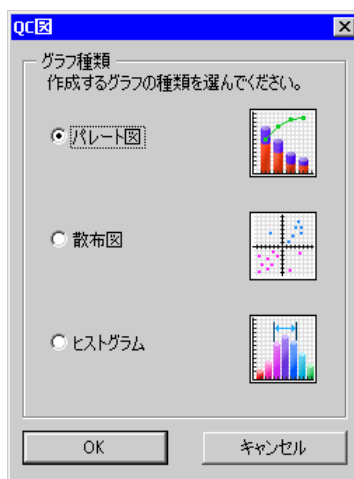 QC図
グラフ種類
作成するグラフの種類を選んでください。
パレート図
散布図
ヒストグラム
OK
キャンセル